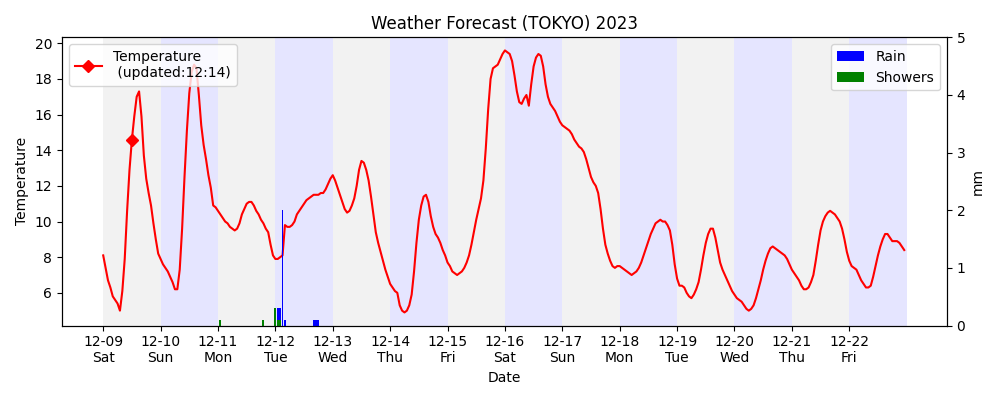 Weather Forecast (TOKYO) 2023
Temperature
(updated:12:14)
Rain
Showers
20
18
16
14
12
10
8
6
Temperature
5
4
3
2
1
0
mm
12-09 12-10 12-11 12-12 12-13 12-14 12-15 12-16 12-17 12-18 12-19 12-20 12-21 12-22
Sat Sun Mon Tue Wed Thu Fri Sat Sun Mon Tue Wed Thu Fri
Date